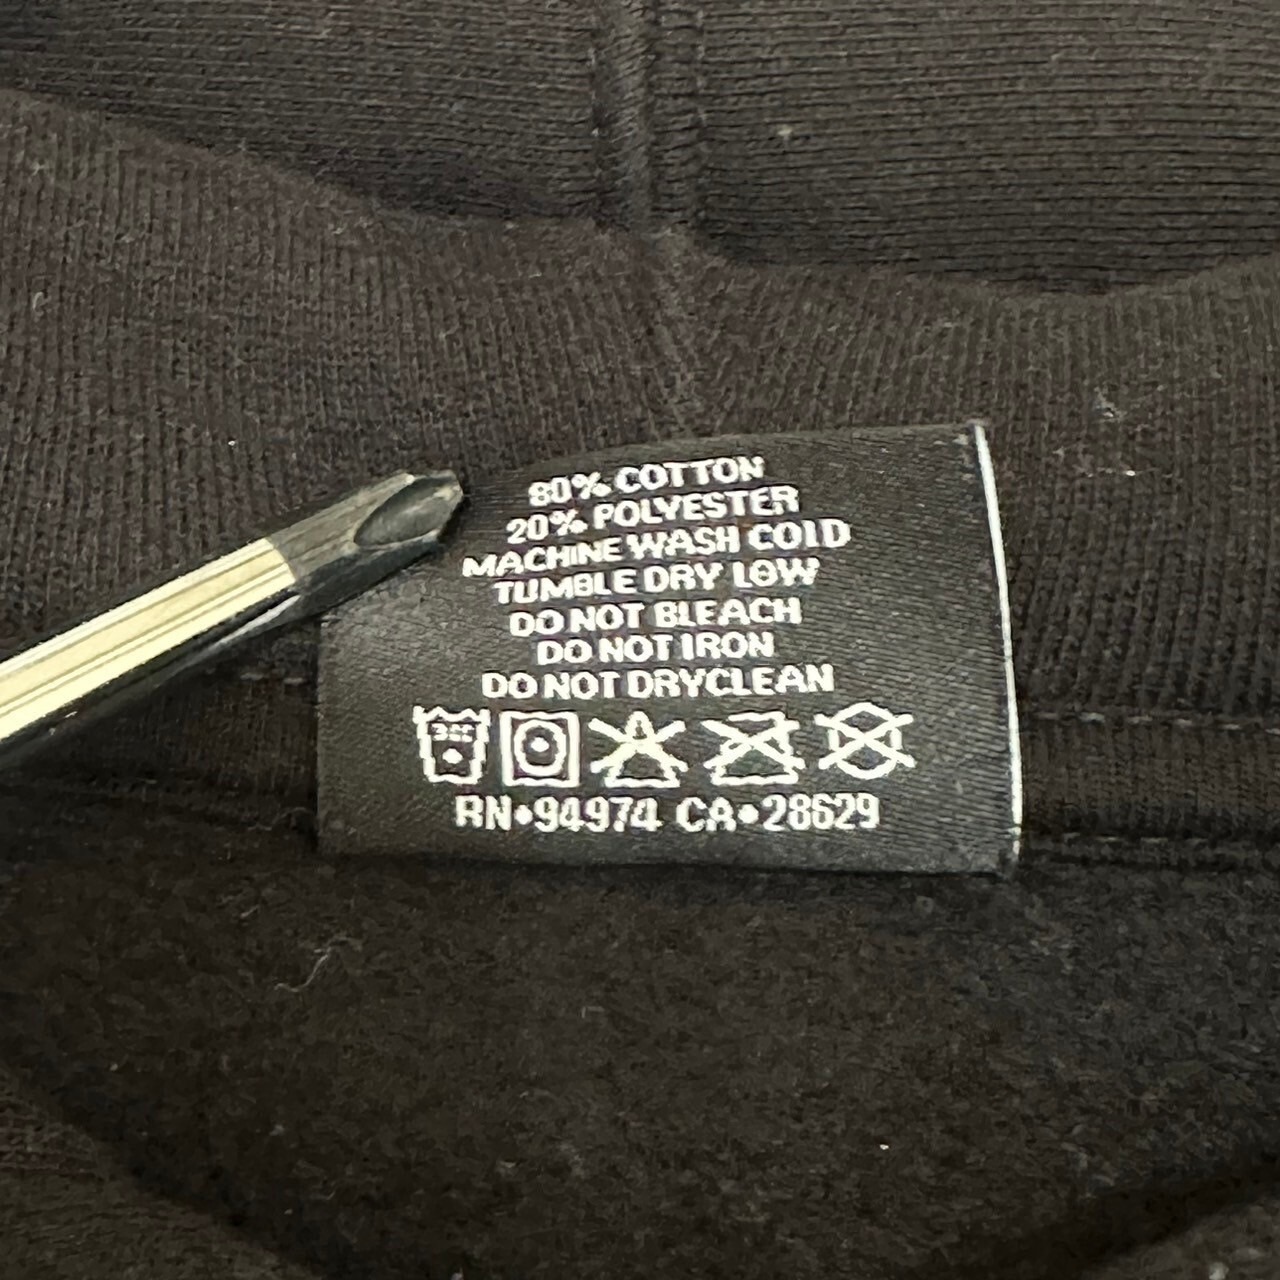 80% COTTON
20% POLYESTER
MACHINE WASH COLD
TUMBLE DRY LOW
DO NOT BLEACH
DO NOT IRON
DO NOT DRYCLEAN
RN•94974 CA•28629